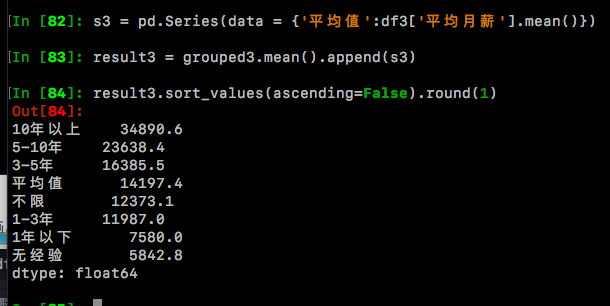 In [82]: s3 = pd.Series(data = {'平均值':df3['平均月薪'].mean()})
In [83]: result3 = grouped3.mean().append(s3)
In [84]: result3.sort_values(ascending=False).round(1)
Out[84]:
10年以上 34890.6
5-10年 23638.4
3-5年 16385.5
平均值 14197.4
不限 12373.1
1-3年 11987.0
1年以下 7580.0
无经验 5842.8
dtype: float64